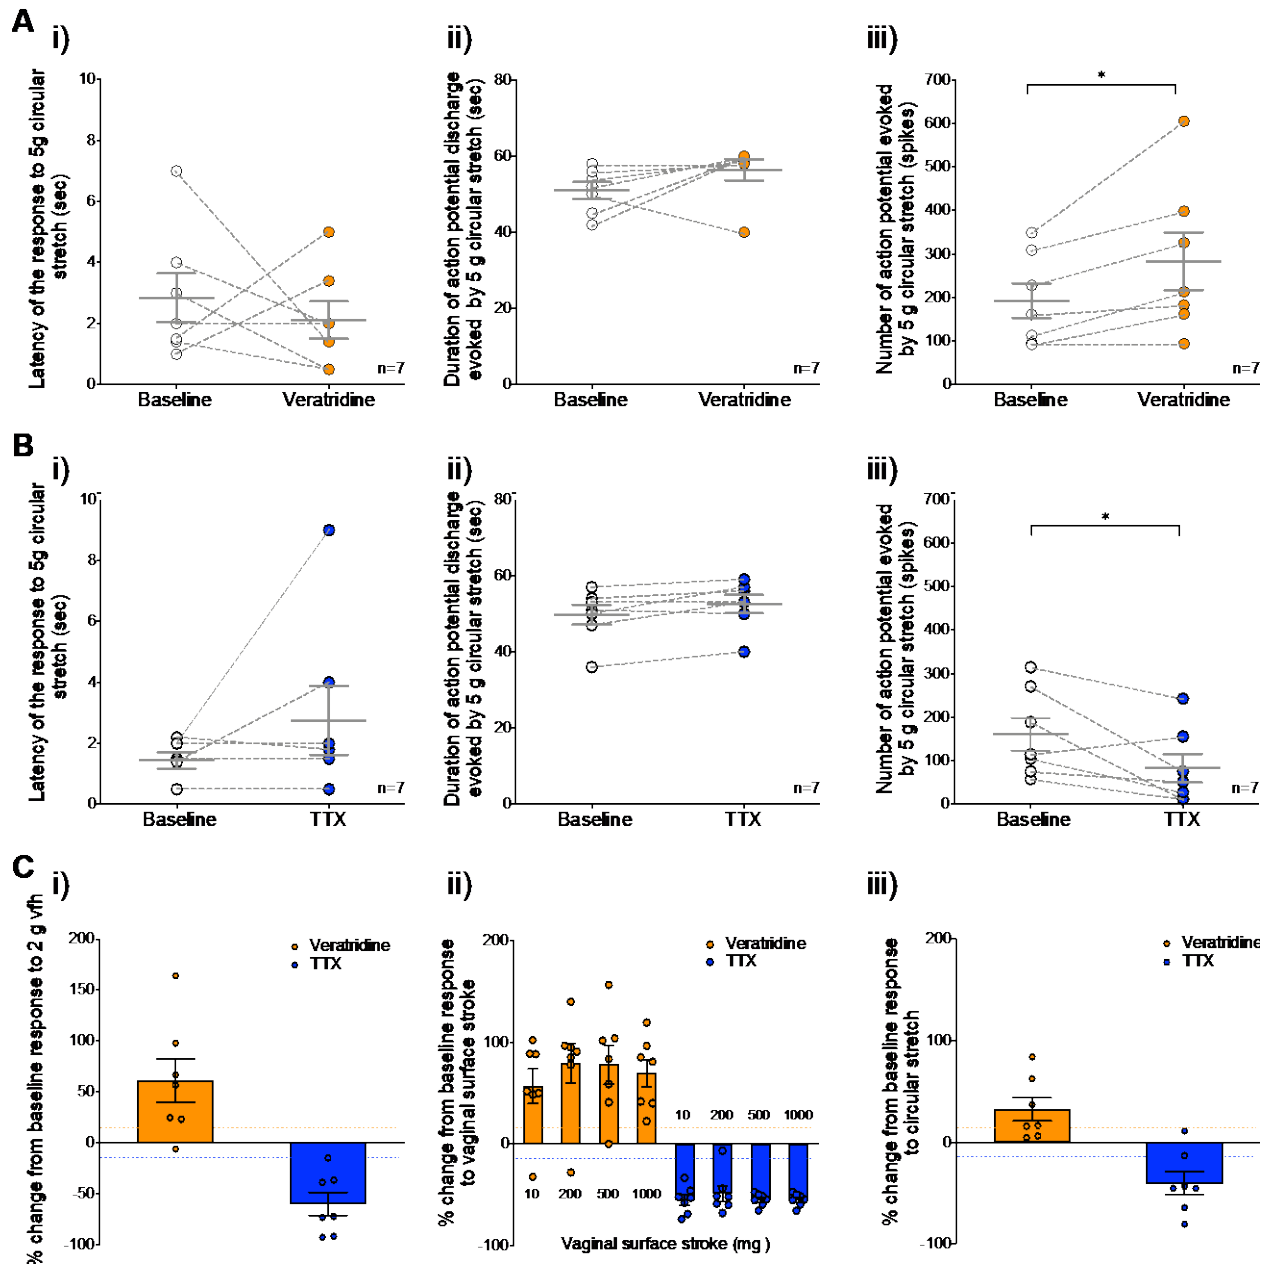 A
i)
Latency of the response to 5g circular
stretch (sec)
10
8
6
4
2
0
Baseline
Veratridine
n=7
ii)
Duration of action potential discharge
evoked by 5 g circular stretch (sec)
80
60
40
20
0
Baseline
Veratridine
n=7
iii)
Number of action potential evoked
by 5 g circular stretch (spikes)
700
600
500
400
300
200
100
0
*
Baseline
Veratridine
n=7
B
i)
Latency of the response to 5g circular
stretch (sec)
10
8
6
4
2
0
Baseline
TTX
n=7
ii)
Duration of action potential discharge
evoked by 5 g circular stretch (sec)
80
60
40
20
0
Baseline
TTX
n=7
iii)
Number of action potential evoked
by 5 g circular stretch (spikes)
700
600
500
400
300
200
100
0
*
Baseline
TTX
n=7
C
i)
% change from baseline response to 2 g vfh
200
150
100
50
0
-50
-100
Veratridine
TTX
ii)
% change from baseline response
to vaginal surface stroke
200
100
0
-100
Veratridine
TTX
10 200 500 1000
10 200 500 1000
Vaginal surface stroke (mg )
iii)
% change from baseline response
to circular stretch
200
100
0
-100
Veratridine
TTX